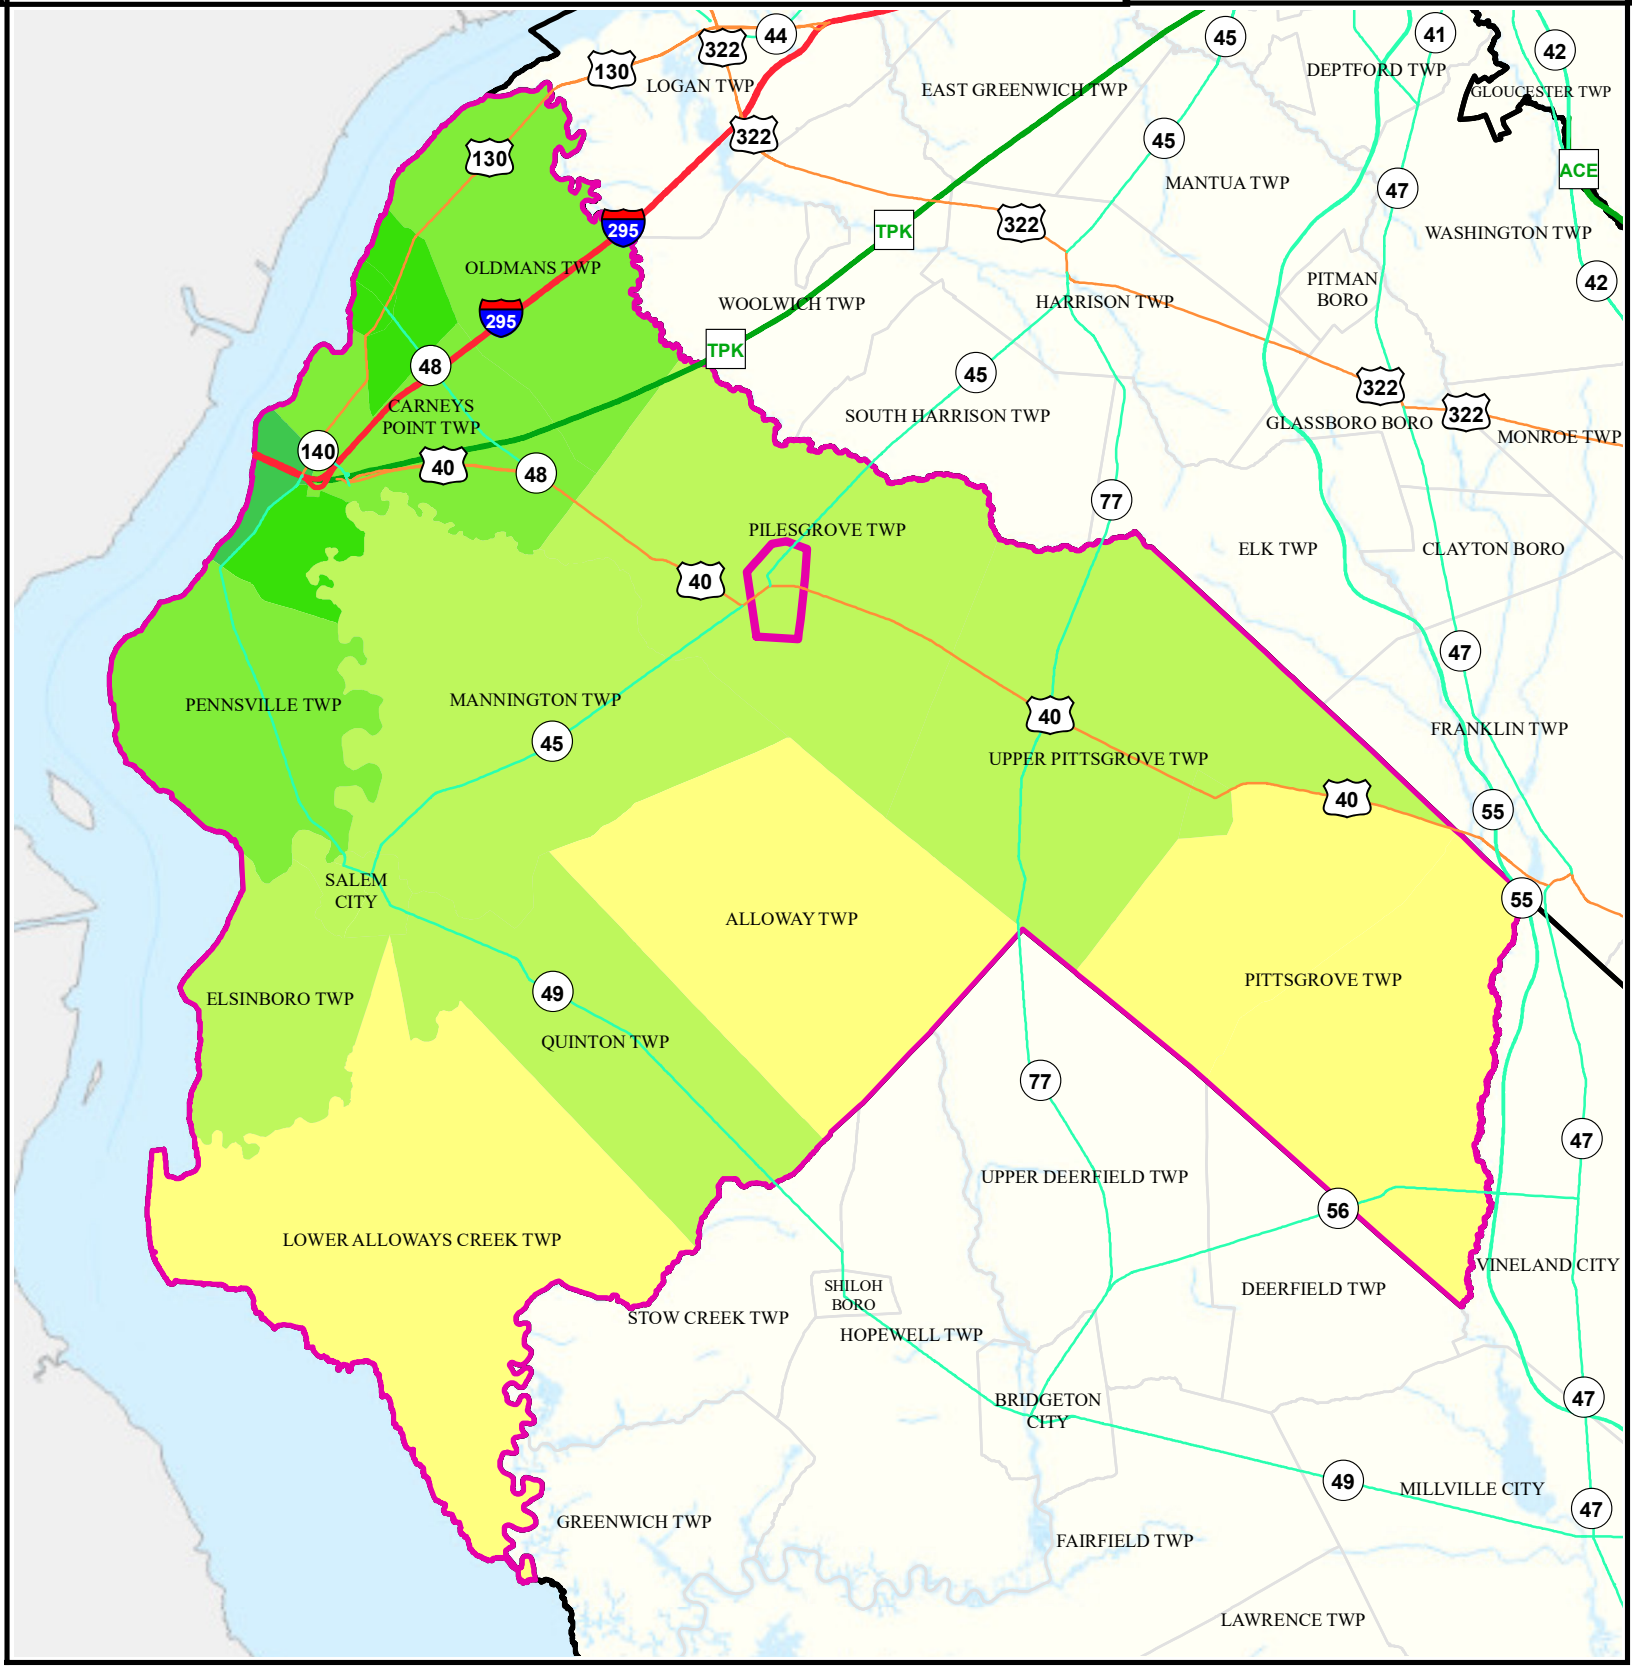 44
45
41
42
322
130
LOGAN TWP
DEPTFORD TWP
EAST GREENWICH TWP
GLOUCESTER TWP
322
45
130
ACE
MANTUA TWP
47
295
TPK
322
WASHINGTON TWP
OLDMANS TWP
42
PITMAN
BORO
WOOLWICH TWP
HARRISON TWP
295
TPK
48
45
322
322
CARNEYS
POINT TWP
SOUTH HARRISON TWP
GLASSBORO BORO
MONROE TWP
140
40
48
77
PILESGROVE TWP
ELK TWP
CLAYTON BORO
40
47
PENNSVILLE TWP
MANNINGTON TWP
40
FRANKLIN TWP
45
UPPER PITTSGROVE TWP
40
55
SALEM
CITY
55
ALLOWAY TWP
PITTSGROVE TWP
ELSINBORO TWP
49
QUINTON TWP
77
47
UPPER DEERFIELD TWP
56
LOWER ALLOWAYS CREEK TWP
VINELAND CITY
SHILOH
BORO
DEERFIELD TWP
STOW CREEK TWP
HOPEWELL TWP
BRIDGETON
CITY
47
49
MILLVILLE CITY
47
GREENWICH TWP
FAIRFIELD TWP
LAWRENCE TWP